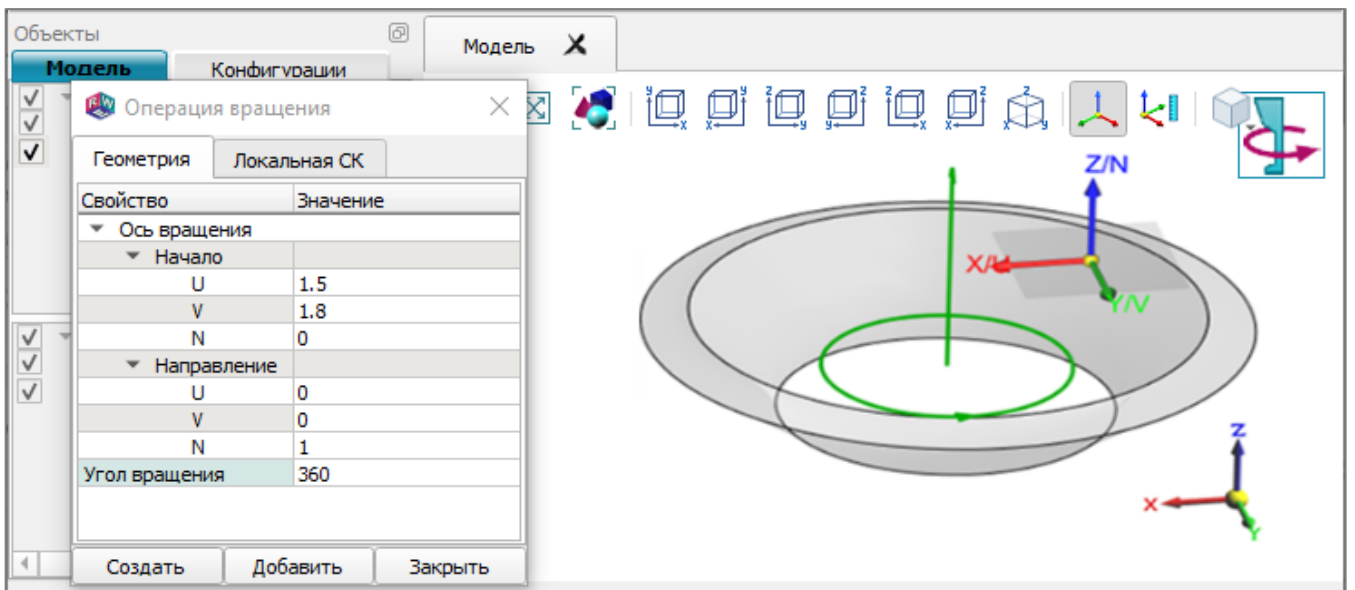 Объекты
Модель
Модель Конфигурации
RW Операция вращения
Геометрия Локальная СК
Свойство Значение
Ось вращения
Начало
U 1.5
V 1.8
N 0
Направление
U 0
V 0
N 1
Угол вращения 360
Создать Добавить Закрыть
y x
x y
z y
y z
z x
x z
z x y
Z/N
X/U
Y/V
Z
X
Y